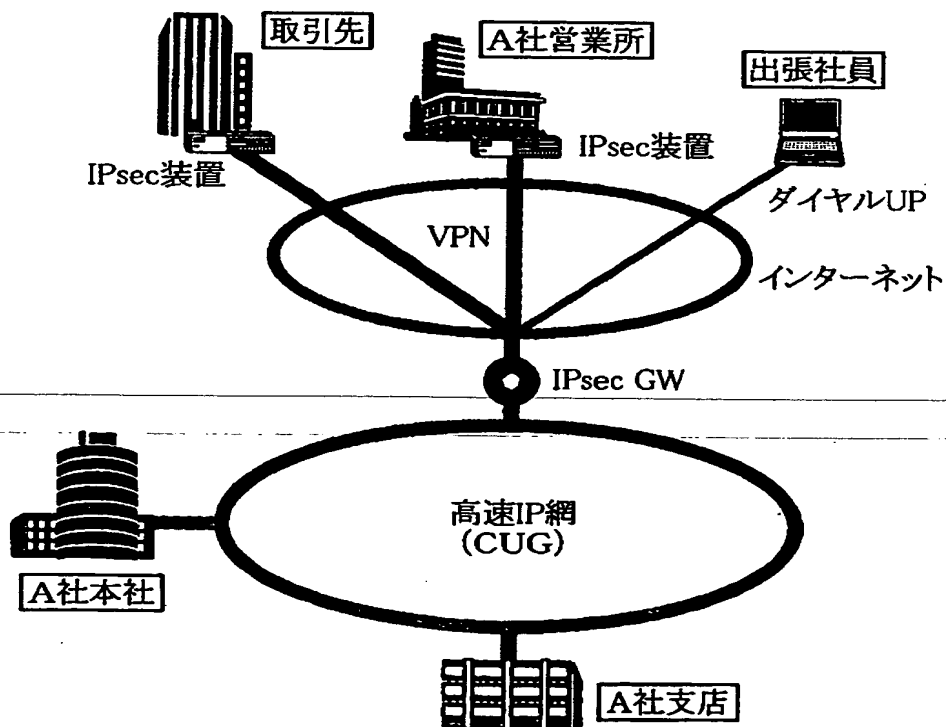 取引先
A社営業所
出張社員
IPsec装置
IPsec装置
ダイヤルUP
VPN
インターネット
IPsec GW
高速IP網
(CUG)
A社本社
A社支店